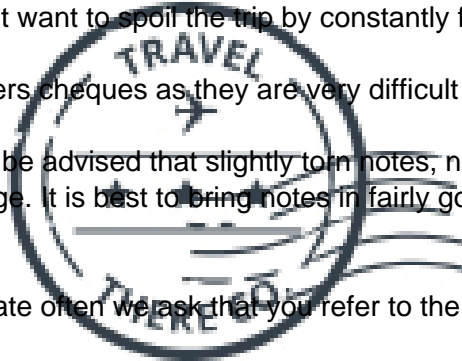 t want to spoil the trip by constantly f
TRAVEL
ers cheques as they are very difficult
be advised that slightly torn notes, n
ge. It is best to bring notes in fairly go
ate often we ask that you refer to the
THERE